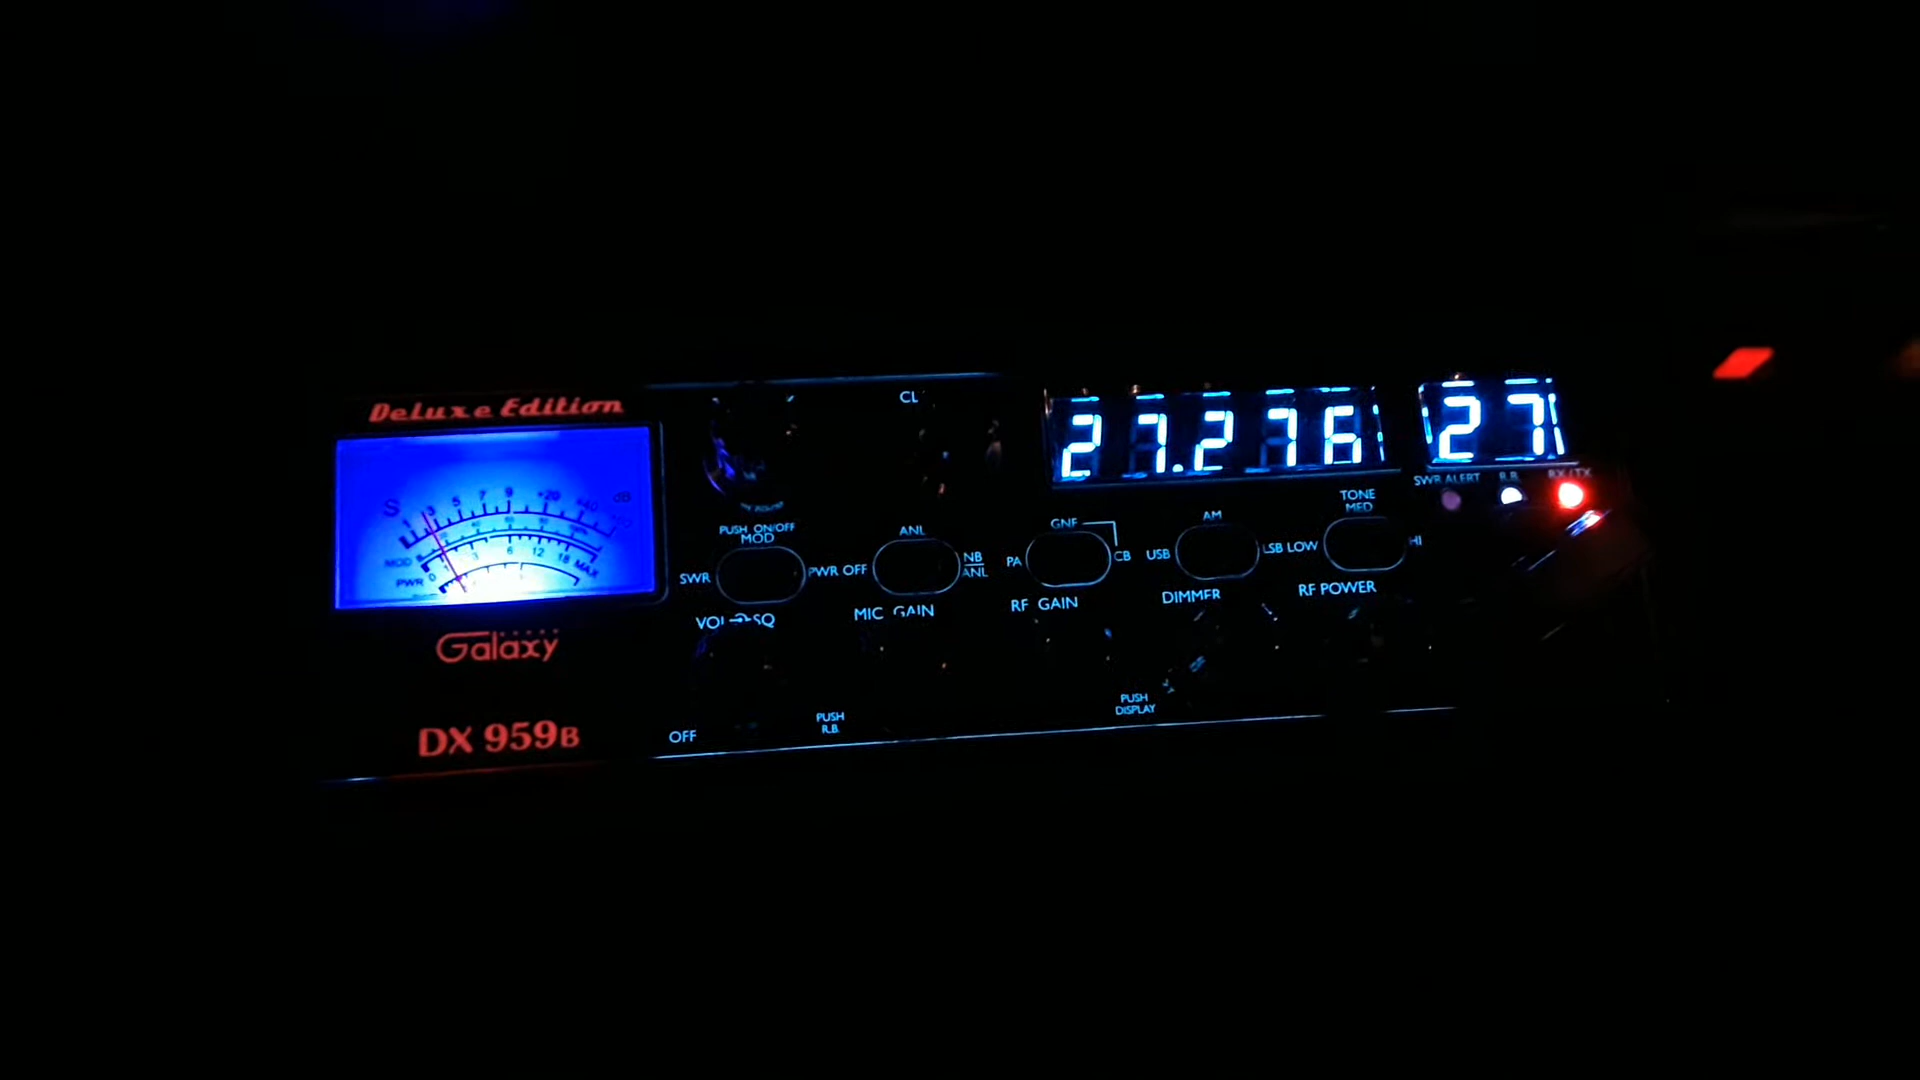 Deluxe Edition
S 1 3 5 7 9 +20 +40 +60 dB
MOD
PWR 0 3 6 12 18 MAX
Galaxy
DX 959B
CL
27.276
27
SWR ALERT R.B. RX / TX
PUSH ON/OFF
MOD
SWR PWR
ANL
OFF NB
ANL
GNF
PA CB
AM
USB LSB
TONE
MED
LOW HI
VOL SQ
MIC GAIN
RF GAIN
DIMMER
RF POWER
OFF
PUSH
R.B.
PUSH
DISPLAY